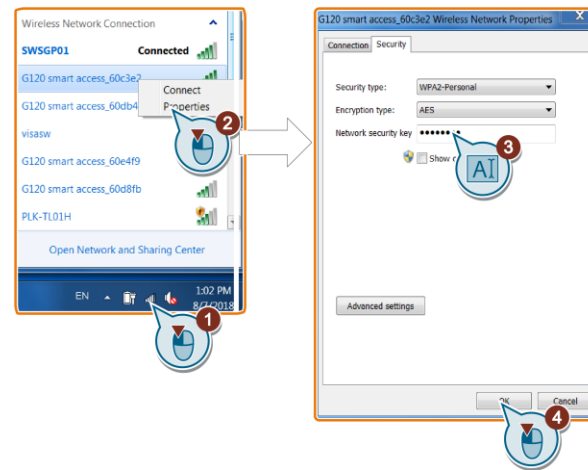 Wireless Network Connection
SWSGP01 Connected
G120 smart access_60c3e2
Connect
Properties
G120 smart access_60db4
2
visasw
G120 smart access_60e4f9
G120 smart access_60d8fb
PLK-TL01H
Open Network and Sharing Center
EN 1:02 PM
8/7/2018
1
G120 smart access_60c3e2 Wireless Network Properties X
Connection Security
Security type: WPA2-Personal
Encryption type: AES
Network security key
3
Show
AI
Advanced settings
OK Cancel
4